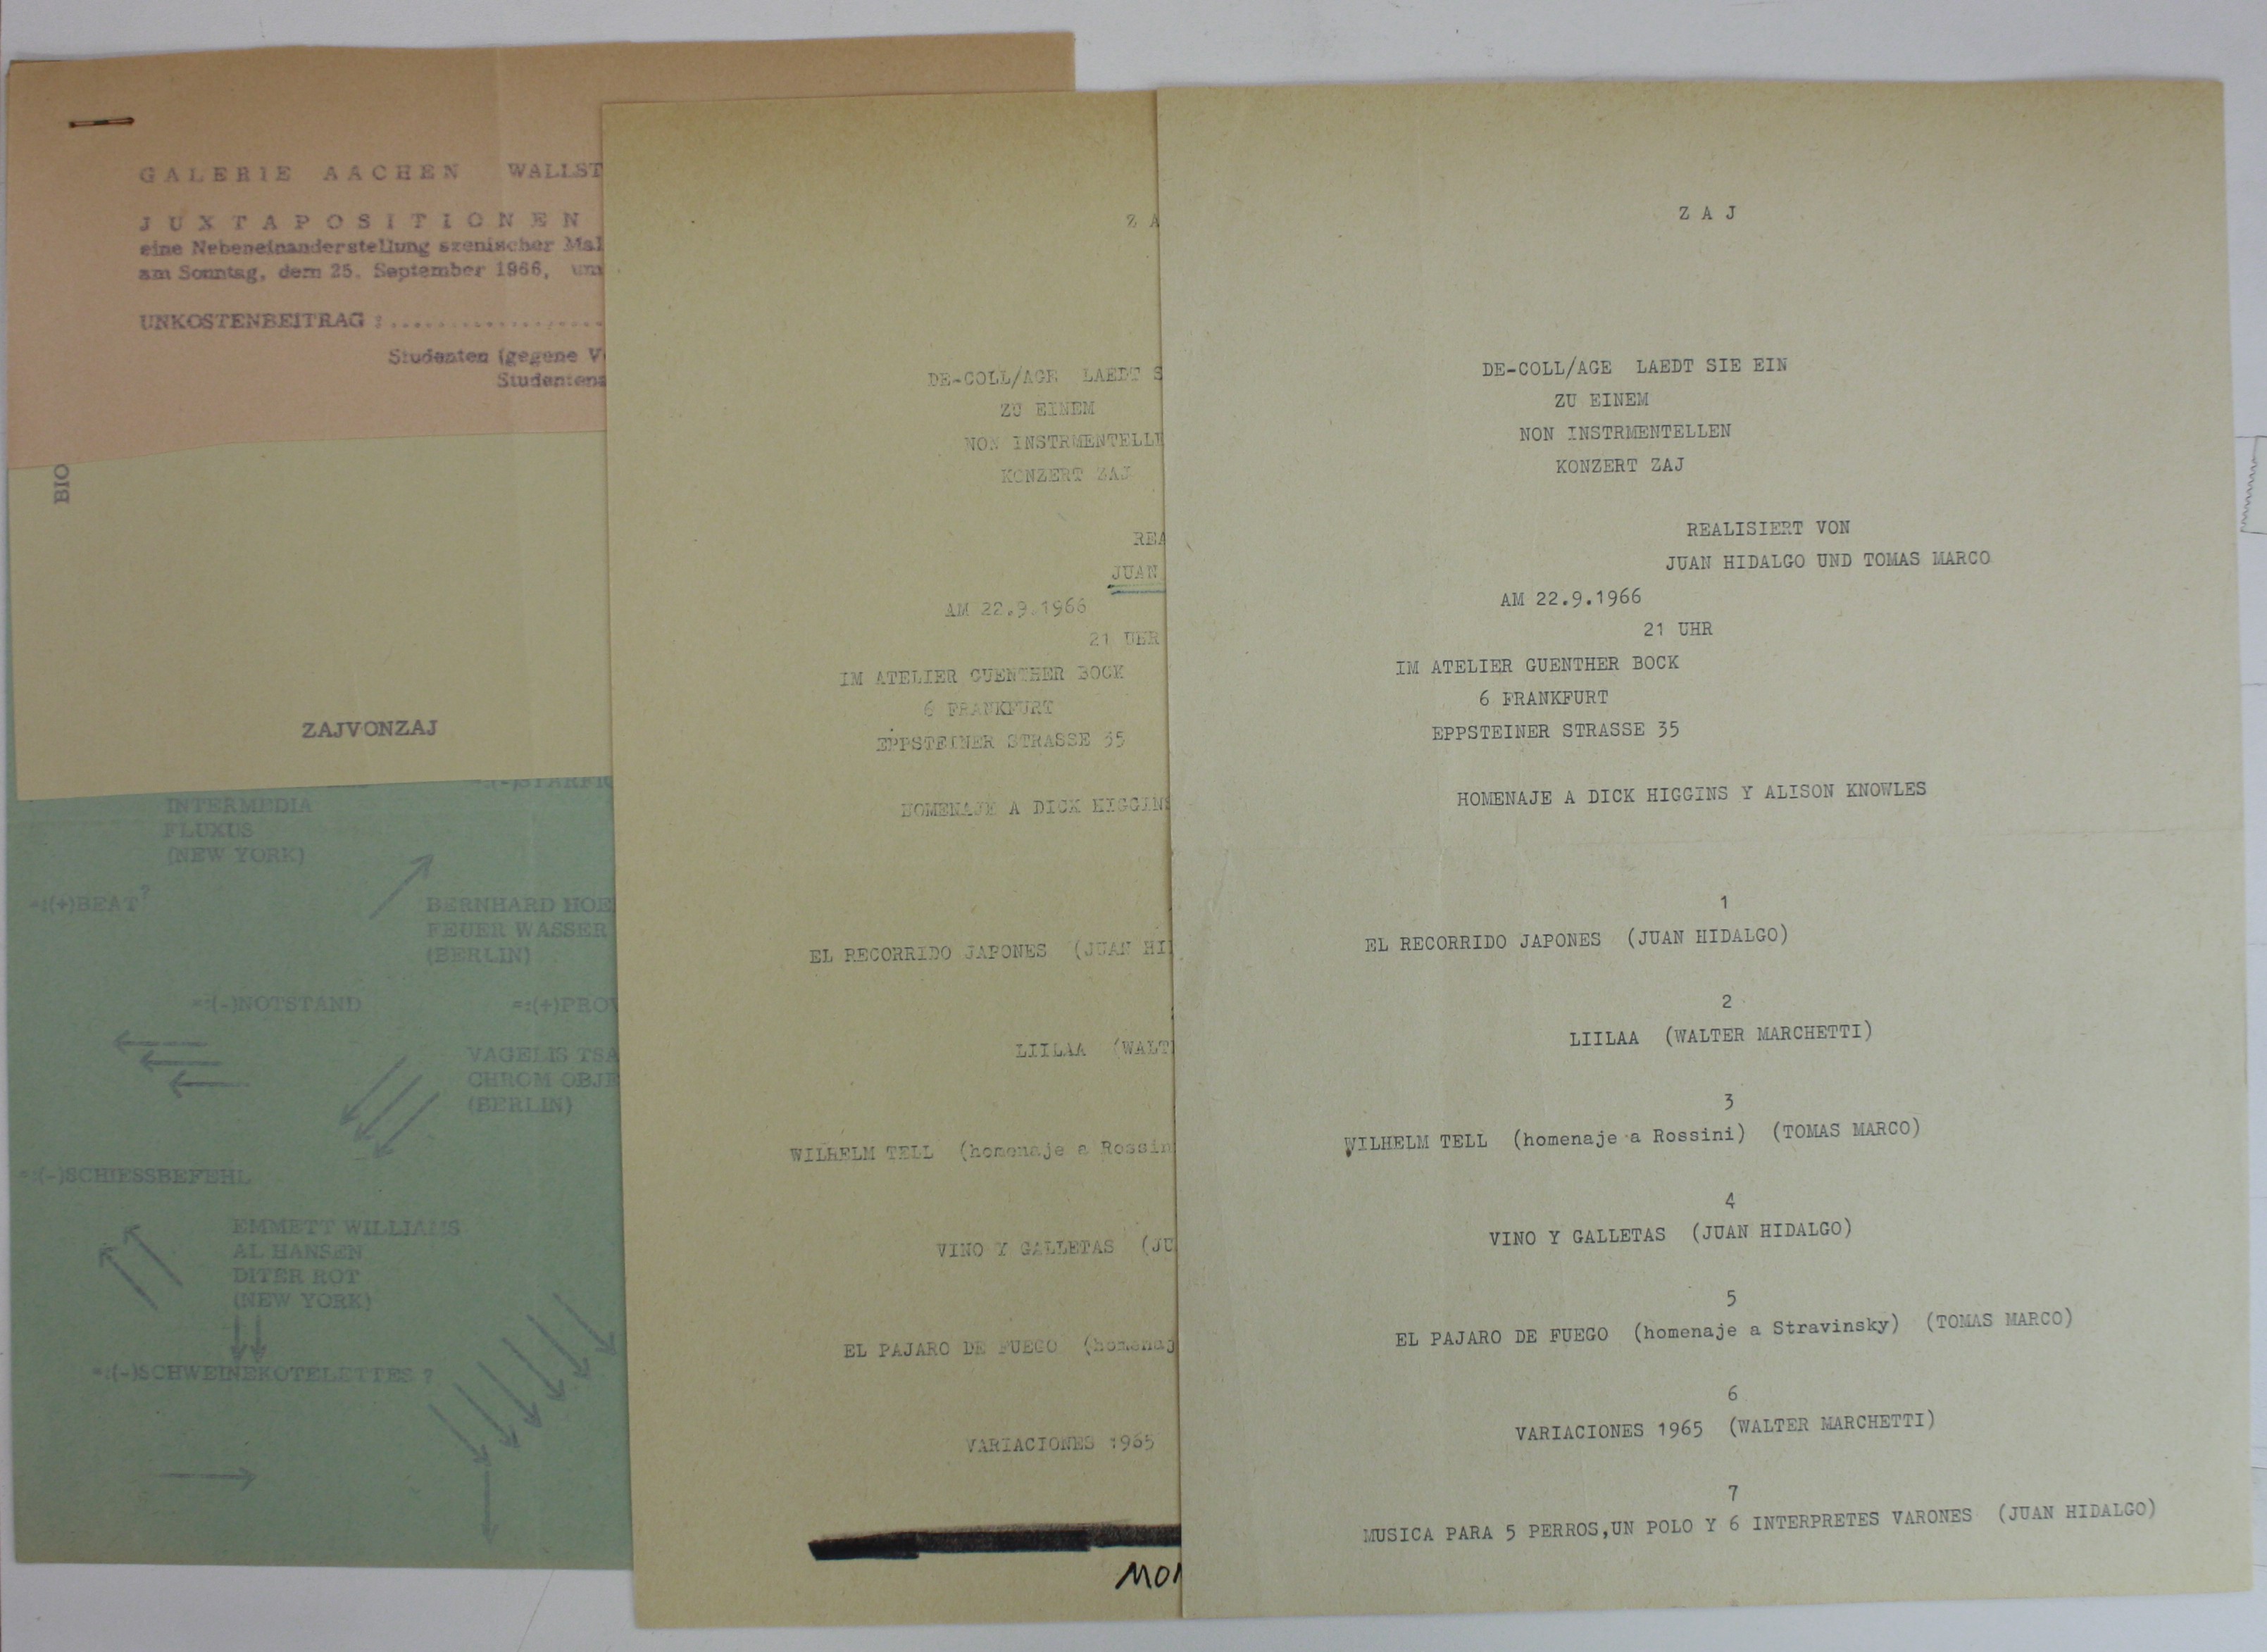 GALERIE AACHEN WALLST
JUXTAPOSITIONEN
eine Nebeneinanderstellung szenischer Mal
am Sonntag, dem 25. September 1966, um
UNKOSTENBEITRAG :....................
Studenten (gegene V
Studentens
BIO
ZAJVONZAJ
INTERMEDIA
FLUXUS
(NEW YORK)
=:(+)BEAT?
BERNHARD HOE
FEUER WASSER
(BERLIN)
=:(-)NOTSTAND
=:(+)PROV
VAGELIS TSA
CHROM OBJE
(BERLIN)
=:(-)SCHIESSBEFEHL
EMMETT WILLIAMS
AL HANSEN
DITER ROT
(NEW YORK)
=:(-)SCHWEINEKOTELETTES ?
Z A
DE-COLL/AGE LAEDT S
ZU EINEM
NON INSTRMENTELLE
KONZERT ZAJ
REA
JUAN
AM 22.9.1966
21 UHR
IM ATELIER GUENTHER BOCK
6 FRANKFURT
EPPSTEINER STRASSE 35
HOMENAJE A DICK HIGGINS
EL RECORRIDO JAPONES (JUAN HI
LIILAA (WALT
WILHELM TELL (homenaje a Rossin
VINO Y GALLETAS (JU
EL PAJARO DE FUEGO (homenaj
VARIACIONES 1965
MON
Z A J
DE-COLL/AGE LAEDT SIE EIN
ZU EINEM
NON INSTRMENTELLEN
KONZERT ZAJ
REALISIERT VON
JUAN HIDALGO UND TOMAS MARCO
AM 22.9.1966
21 UHR
IM ATELIER GUENTHER BOCK
6 FRANKFURT
EPPSTEINER STRASSE 35
HOMENAJE A DICK HIGGINS Y ALISON KNOWLES
1
EL RECORRIDO JAPONES (JUAN HIDALGO)
2
LIILAA (WALTER MARCHETTI)
3
WILHELM TELL (homenaje a Rossini) (TOMAS MARCO)
4
VINO Y GALLETAS (JUAN HIDALGO)
5
EL PAJARO DE FUEGO (homenaje a Stravinsky) (TOMAS MARCO)
6
VARIACIONES 1965 (WALTER MARCHETTI)
7
MUSICA PARA 5 PERROS,UN POLO Y 6 INTERPRETES VARONES (JUAN HIDALGO)